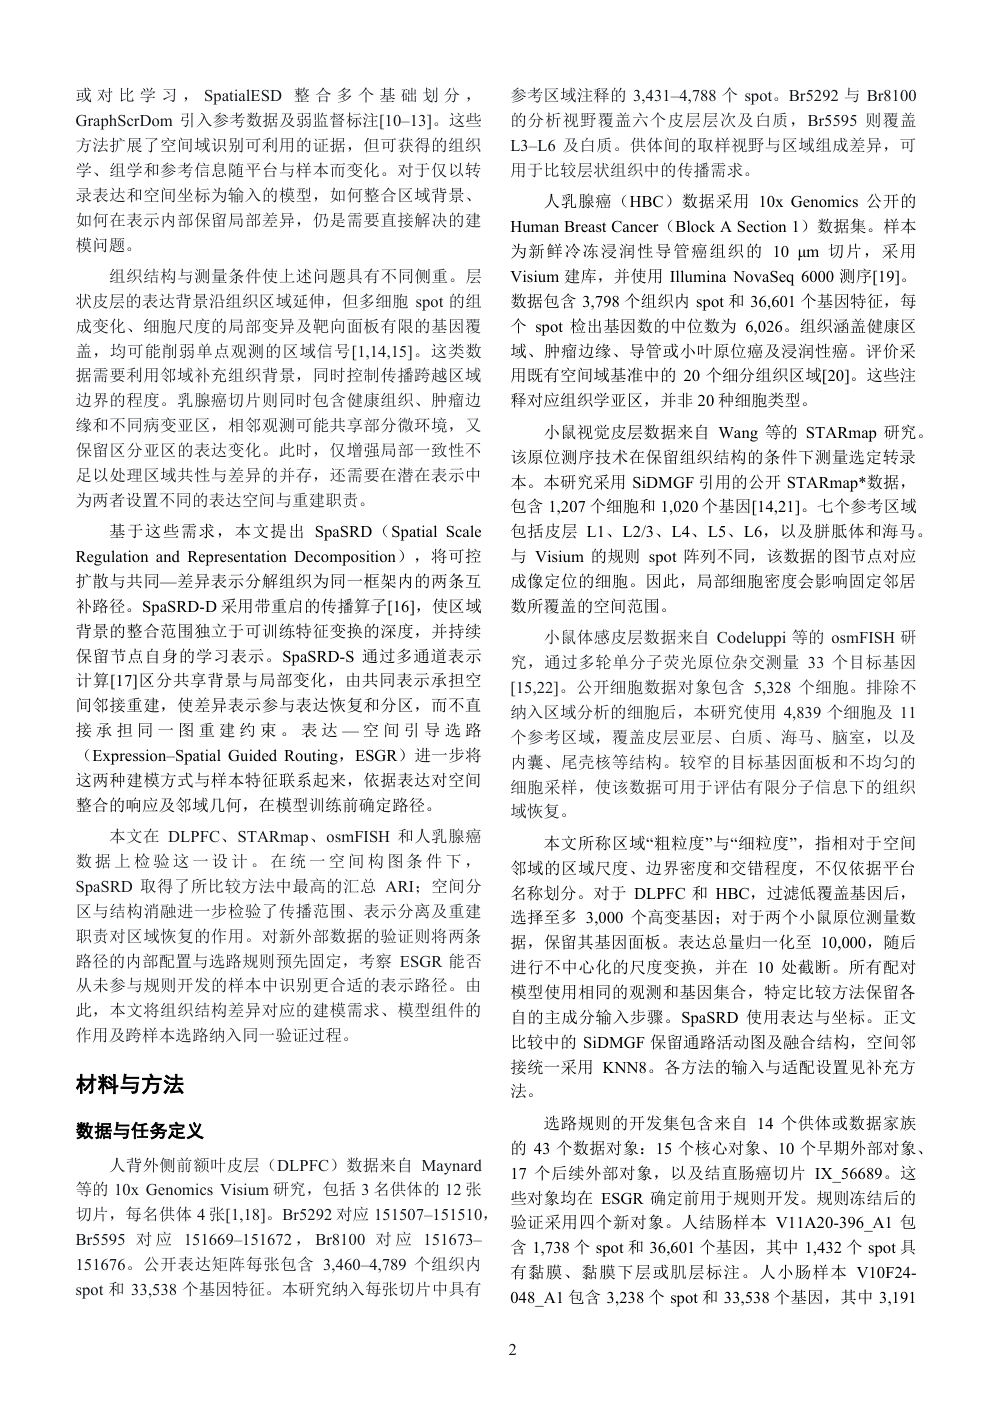 或对比学习，SpatialESD 整合多个基础划分，
GraphScrDom 引入参考数据及弱监督标注[10–13]。这些
方法扩展了空间域识别可利用的证据，但可获得的组织
学、组学和参考信息随平台与样本而变化。对于仅以转
录表达和空间坐标为输入的模型，如何整合区域背景、
如何在表示内部保留局部差异，仍是需要直接解决的建
模问题。
组织结构与测量条件使上述问题具有不同侧重。层
状皮层的表达背景沿组织区域延伸，但多细胞 spot 的组
成变化、细胞尺度的局部变异及靶向面板有限的基因覆
盖，均可能削弱单点观测的区域信号[1,14,15]。这类数
据需要利用邻域补充组织背景，同时控制传播跨越区域
边界的程度。乳腺癌切片则同时包含健康组织、肿瘤边
缘和不同病变亚区，相邻观测可能共享部分微环境，又
保留区分亚区的表达变化。此时，仅增强局部一致性不
足以处理区域共性与差异的并存，还需要在潜在表示中
为两者设置不同的表达空间与重建职责。
基于这些需求，本文提出 SpaSRD（Spatial Scale
Regulation and Representation Decomposition），将可控
扩散与共同—差异表示分解组织为同一框架内的两条互
补路径。SpaSRD-D 采用带重启的传播算子[16]，使区域
背景的整合范围独立于可训练特征变换的深度，并持续
保留节点自身的学习表示。SpaSRD-S 通过多通道表示
计算[17]区分共享背景与局部变化，由共同表示承担空
间邻接重建，使差异表示参与表达恢复和分区，而不直
接承担同一图重建约束。表达—空间引导选路
（Expression–Spatial Guided Routing，ESGR）进一步将
这两种建模方式与样本特征联系起来，依据表达对空间
整合的响应及邻域几何，在模型训练前确定路径。
本文在 DLPFC、STARmap、osmFISH 和人乳腺癌
数据上检验这一设计。在统一空间构图条件下，
SpaSRD 取得了所比较方法中最高的汇总 ARI；空间分
区与结构消融进一步检验了传播范围、表示分离及重建
职责对区域恢复的作用。对新外部数据的验证则将两条
路径的内部配置与选路规则预先固定，考察 ESGR 能否
从未参与规则开发的样本中识别更合适的表示路径。由
此，本文将组织结构差异对应的建模需求、模型组件的
作用及跨样本选路纳入同一验证过程。
材料与方法
数据与任务定义
人背外侧前额叶皮层（DLPFC）数据来自 Maynard
等的 10x Genomics Visium 研究，包括 3 名供体的 12 张
切片，每名供体 4 张[1,18]。Br5292 对应 151507–151510，
Br5595 对应 151669–151672，Br8100 对应 151673–
151676。公开表达矩阵每张包含 3,460–4,789 个组织内
spot 和 33,538 个基因特征。本研究纳入每张切片中具有
参考区域注释的 3,431–4,788 个 spot。Br5292 与 Br8100
的分析视野覆盖六个皮层层次及白质，Br5595 则覆盖
L3–L6 及白质。供体间的取样视野与区域组成差异，可
用于比较层状组织中的传播需求。
人乳腺癌（HBC）数据采用 10x Genomics 公开的
Human Breast Cancer（Block A Section 1）数据集。样本
为新鲜冷冻浸润性导管癌组织的 10 μm 切片，采用
Visium 建库，并使用 Illumina NovaSeq 6000 测序[19]。
数据包含 3,798 个组织内 spot 和 36,601 个基因特征，每
个 spot 检出基因数的中位数为 6,026。组织涵盖健康区
域、肿瘤边缘、导管或小叶原位癌及浸润性癌。评价采
用既有空间域基准中的 20 个细分组织区域[20]。这些注
释对应组织学亚区，并非 20 种细胞类型。
小鼠视觉皮层数据来自 Wang 等的 STARmap 研究。
该原位测序技术在保留组织结构的条件下测量选定转录
本。本研究采用 SiDMGF 引用的公开 STARmap*数据，
包含 1,207 个细胞和 1,020 个基因[14,21]。七个参考区域
包括皮层 L1、L2/3、L4、L5、L6，以及胼胝体和海马。
与 Visium 的规则 spot 阵列不同，该数据的图节点对应
成像定位的细胞。因此，局部细胞密度会影响固定邻居
数所覆盖的空间范围。
小鼠体感皮层数据来自 Codeluppi 等的 osmFISH 研
究，通过多轮单分子荧光原位杂交测量 33 个目标基因
[15,22]。公开细胞数据对象包含 5,328 个细胞。排除不
纳入区域分析的细胞后，本研究使用 4,839 个细胞及 11
个参考区域，覆盖皮层亚层、白质、海马、脑室，以及
内囊、尾壳核等结构。较窄的目标基因面板和不均匀的
细胞采样，使该数据可用于评估有限分子信息下的组织
域恢复。
本文所称区域“粗粒度”与“细粒度”，指相对于空间
邻域的区域尺度、边界密度和交错程度，不仅依据平台
名称划分。对于 DLPFC 和 HBC，过滤低覆盖基因后，
选择至多 3,000 个高变基因；对于两个小鼠原位测量数
据，保留其基因面板。表达总量归一化至 10,000，随后
进行不中心化的尺度变换，并在 10 处截断。所有配对
模型使用相同的观测和基因集合，特定比较方法保留各
自的主成分输入步骤。SpaSRD 使用表达与坐标。正文
比较中的 SiDMGF 保留通路活动图及融合结构，空间邻
接统一采用 KNN8。各方法的输入与适配设置见补充方
法。
选路规则的开发集包含来自 14 个供体或数据家族
的 43 个数据对象：15 个核心对象、10 个早期外部对象、
17 个后续外部对象，以及结直肠癌切片 IX_56689。这
些对象均在 ESGR 确定前用于规则开发。规则冻结后的
验证采用四个新对象。人结肠样本 V11A20-396_A1 包
含 1,738 个 spot 和 36,601 个基因，其中 1,432 个 spot 具
有黏膜、黏膜下层或肌层标注。人小肠样本 V10F24-
048_A1 包含 3,238 个 spot 和 33,538 个基因，其中 3,191
2